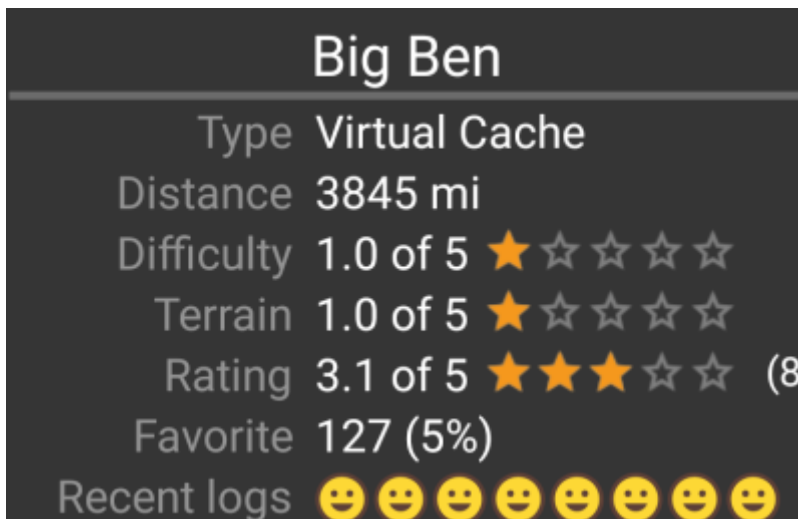 Big Ben
Type Virtual Cache
Distance 3845 mi
Difficulty 1.0 of 5
Terrain 1.0 of 5
Rating 3.1 of 5 (8
Favorite 127 (5%)
Recent logs